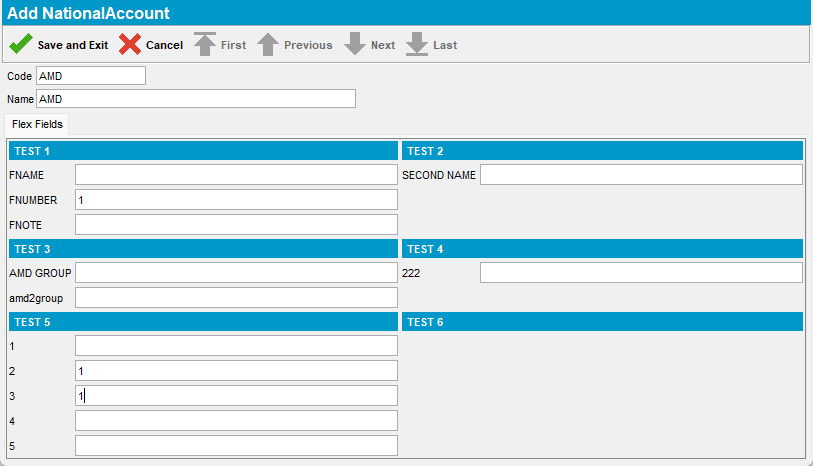 Add NationalAccount
Save and Exit Cancel First Previous Next Last
Code AMD
Name AMD
Flex Fields
TEST 1 TEST 2
FNAME SECOND NAME
FNUMBER 1
FNOTE
TEST 3 TEST 4
AMD GROUP 222
amd2group
TEST 5 TEST 6
1
2 1
3 1
4
5